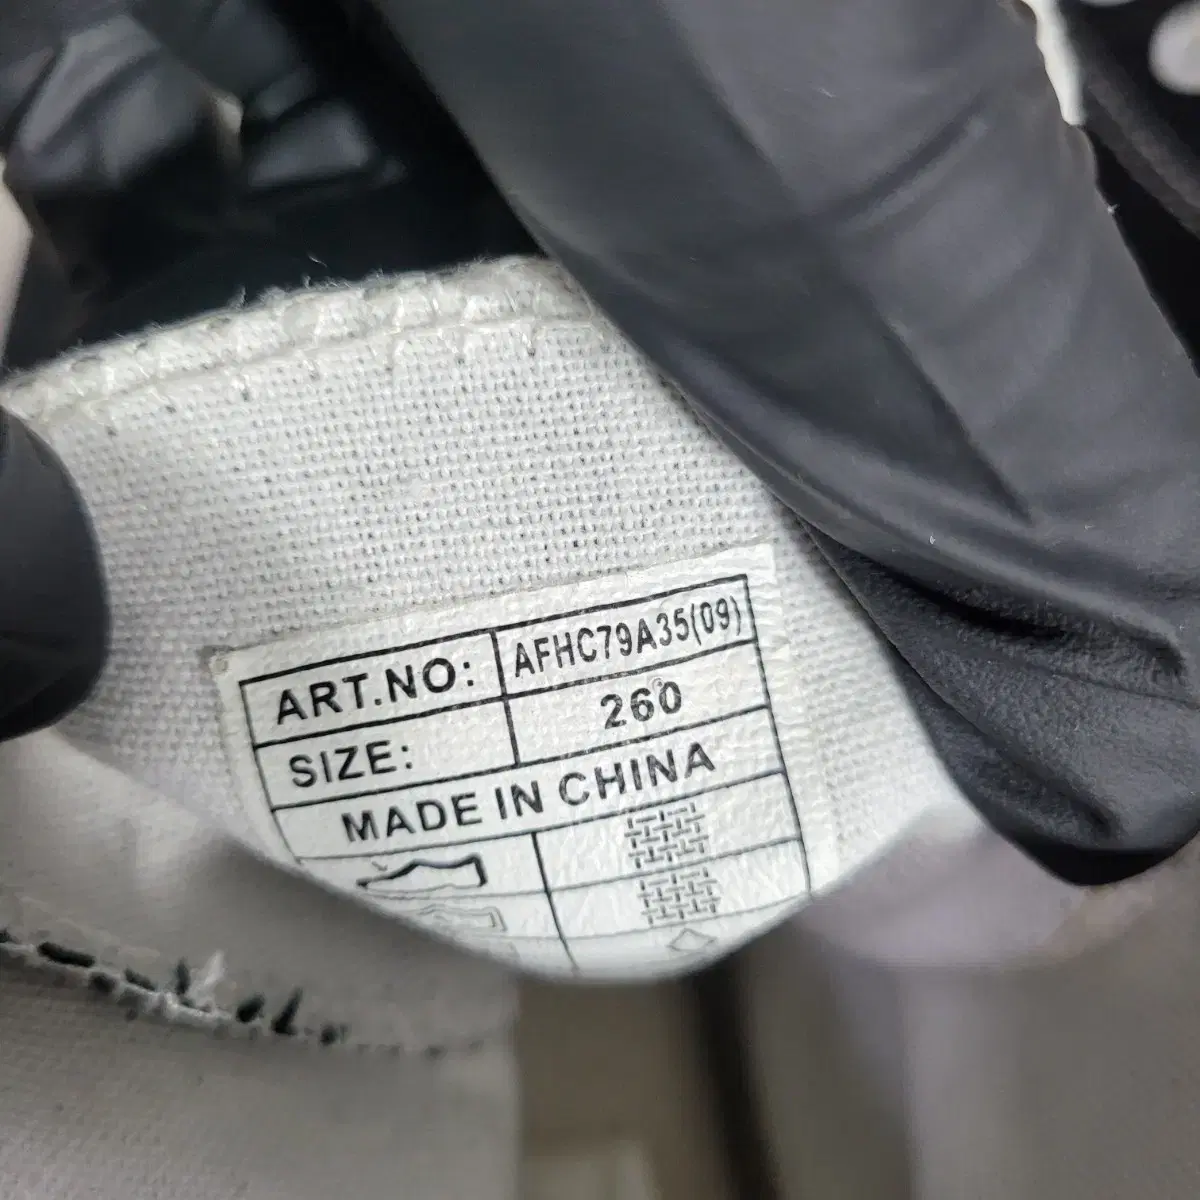 ART.NO: AFHC79A35(09)
SIZE: 260
MADE IN CHINA